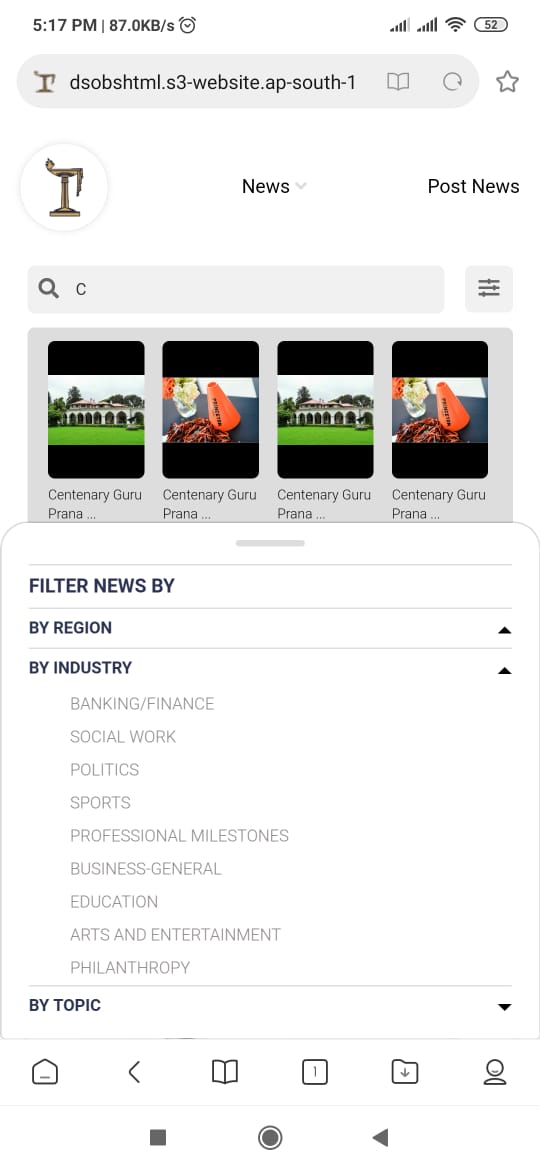 5:17 PM | 87.0KB/s
52
dsobshtml.s3-website.ap-south-1
News
Post News
C
PRINCETON
PRINCETON
Centenary Guru
Prana ...
Centenary Guru
Prana ...
Centenary Guru
Prana ...
Centenary Guru
Prana ...
FILTER NEWS BY
BY REGION
BY INDUSTRY
BANKING/FINANCE
SOCIAL WORK
POLITICS
SPORTS
PROFESSIONAL MILESTONES
BUSINESS-GENERAL
EDUCATION
ARTS AND ENTERTAINMENT
PHILANTHROPY
BY TOPIC
1